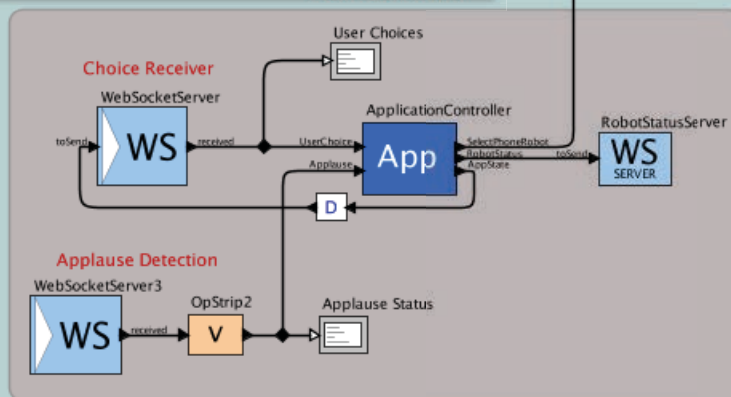 User Choices
Choice Receiver
WebSocketServer
toSend
WS
received
ApplicationController
UserChoice
Applause
App
SelectPhoneRobot
RobotStatus
AppState
toSend
RobotStatusServer
WS
SERVER
D
Applause Detection
WebSocketServer3
WS
received
OpStrip2
V
Applause Status